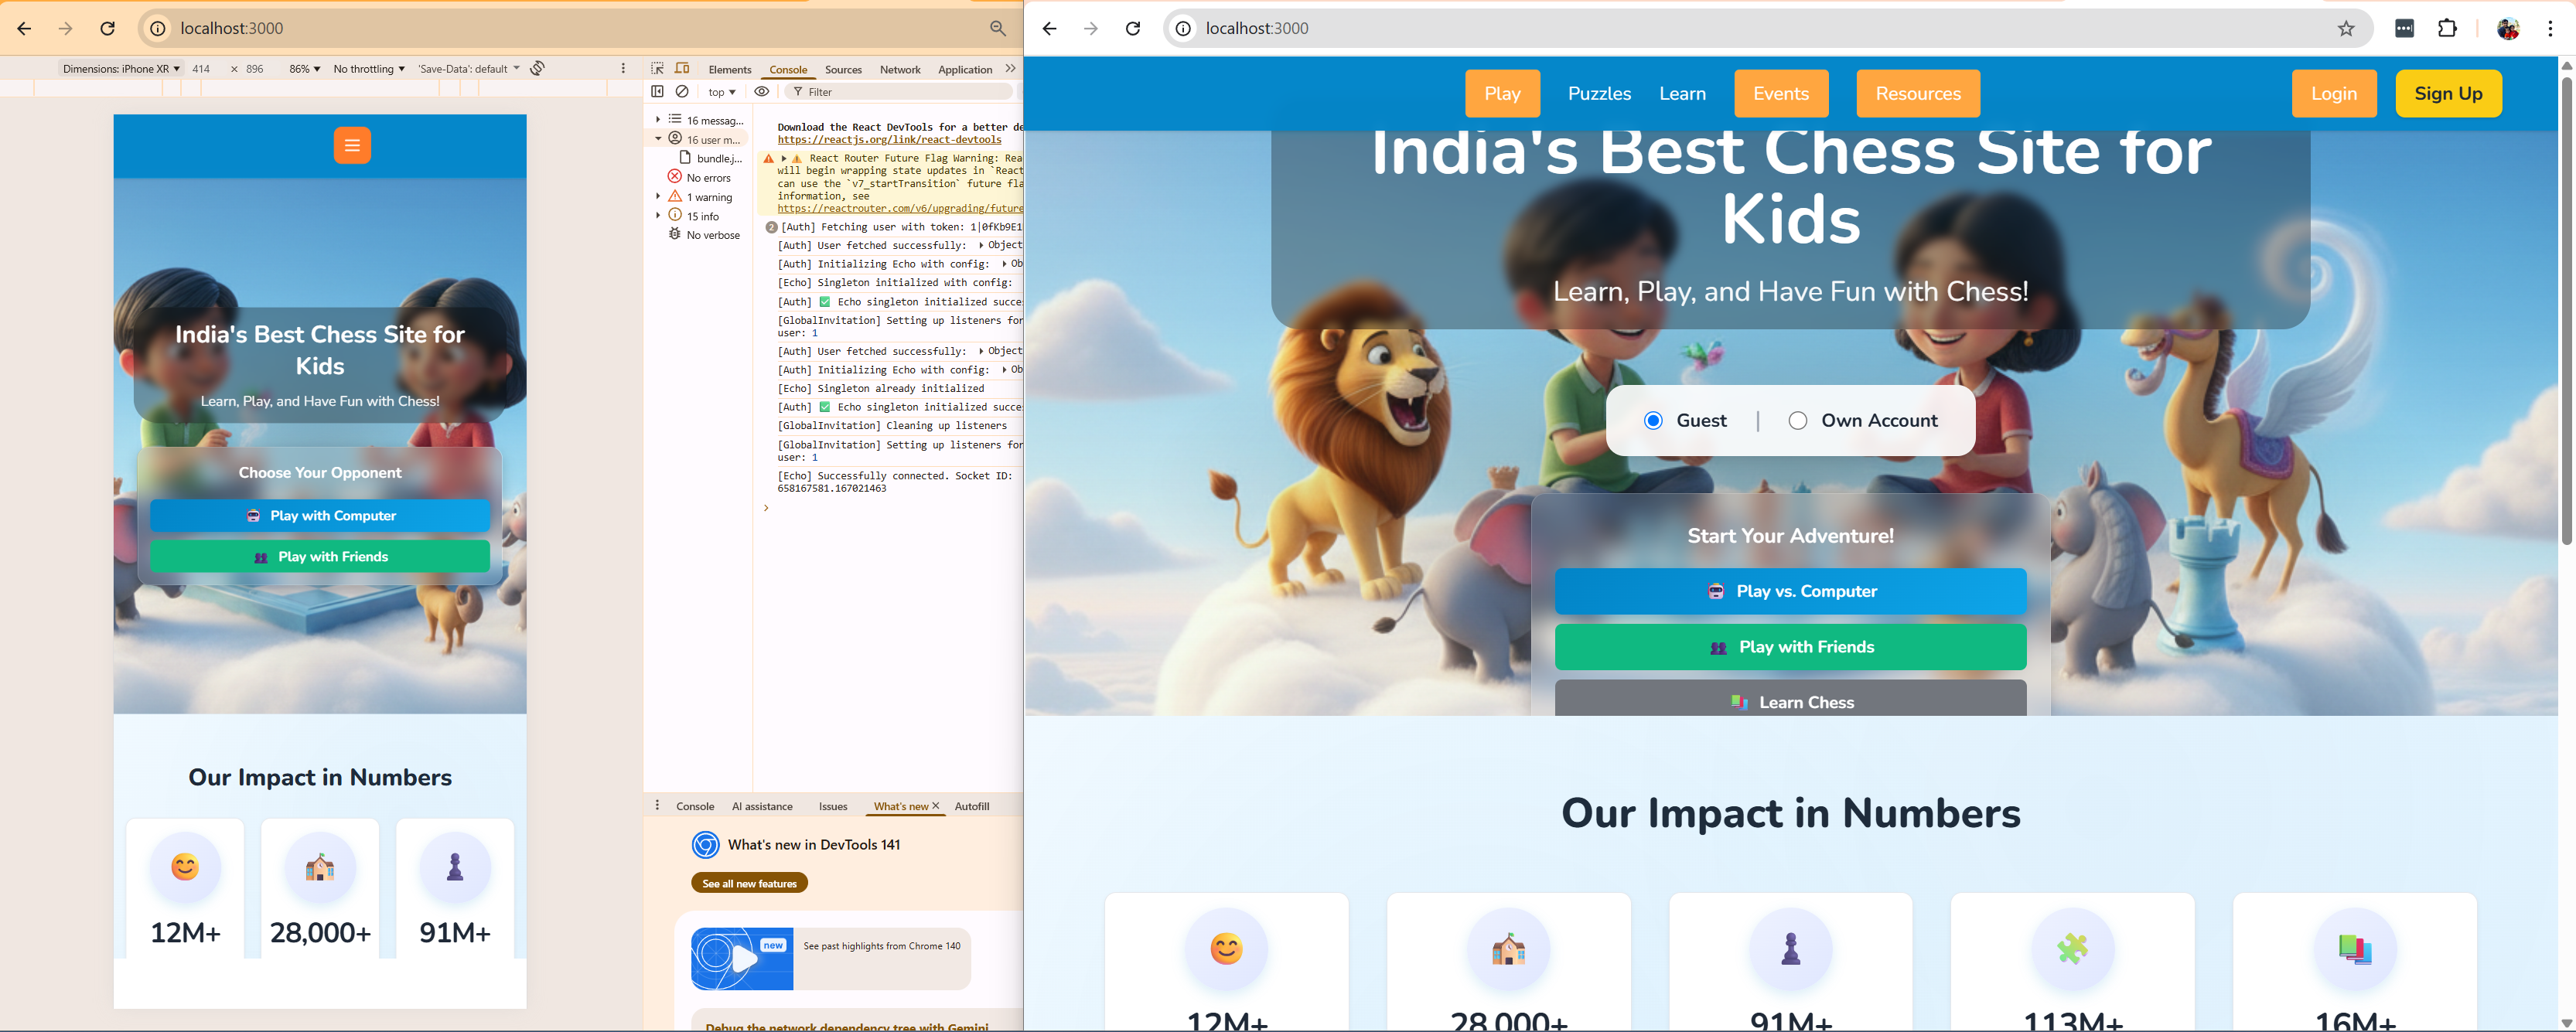 localhost:3000
Dimensions: iPhone XR 414 × 896 86% No throttling 'Save-Data': default
India's Best Chess Site for
Kids
Learn, Play, and Have Fun with Chess!
Choose Your Opponent
Play with Computer
Play with Friends
Our Impact in Numbers
12M+ 28,000+ 91M+
Elements Console Sources Network Application
top Filter
16 messag...
16 user m...
bundle.j...
No errors
1 warning
15 info
No verbose
Download the React DevTools for a better de
https://reactjs.org/link/react-devtools
React Router Future Flag Warning: Rea
will begin wrapping state updates in `React
can use the `v7_startTransition` future fla
information, see
https://reactrouter.com/v6/upgrading/future
2 [Auth] Fetching user with token: 1|0fKb9E1
[Auth] User fetched successfully: Object
[Auth] Initializing Echo with config: Ob
[Echo] Singleton initialized with config:
[Auth] ✅ Echo singleton initialized succe
[GlobalInvitation] Setting up listeners for
user: 1
[Auth] User fetched successfully: Object
[Auth] Initializing Echo with config: Ob
[Echo] Singleton already initialized
[Auth] ✅ Echo singleton initialized succe
[GlobalInvitation] Cleaning up listeners
[GlobalInvitation] Setting up listeners for
user: 1
[Echo] Successfully connected. Socket ID:
658167581.167021463
Console AI assistance Issues What's new Autofill
What's new in DevTools 141
See all new features
new
See past highlights from Chrome 140
Debug the network dependency tree with Gemini
localhost:3000
Play Puzzles Learn Events Resources Login Sign Up
India's Best Chess Site for
Kids
Learn, Play, and Have Fun with Chess!
Guest | Own Account
Start Your Adventure!
Play vs. Computer
Play with Friends
Learn Chess
Our Impact in Numbers
12M+ 28,000+ 91M+ 113M+ 16M+